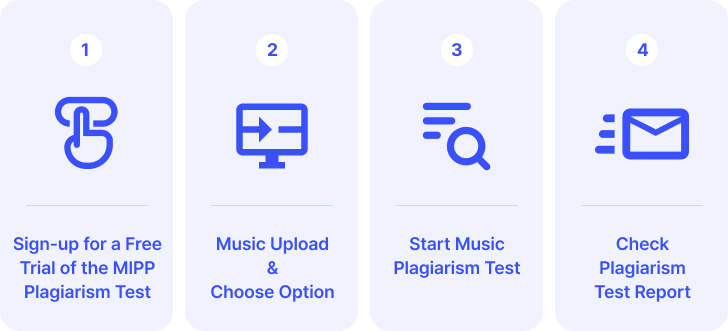 1
Sign-up for a Free
Trial of the MIPP
Plagiarism Test
2
Music Upload
&
Choose Option
3
Start Music
Plagiarism Test
4
Check
Plagiarism
Test Report